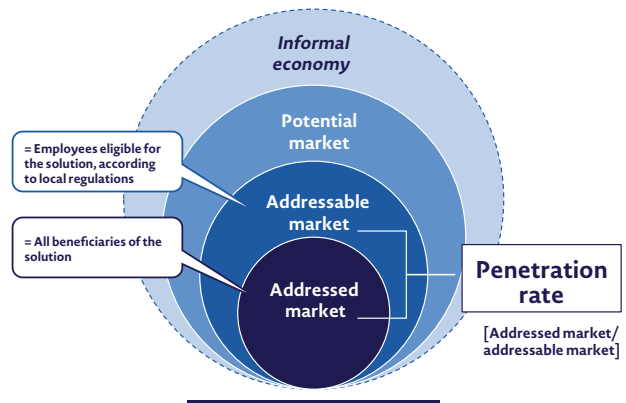 Informal
economy
Potential
market
= Employees eligible for
the solution, according
to local regulations
Addressable
market
= All beneficiaries of the
solution
Addressed
market
Penetration
rate
[Addressed market/
addressable market]